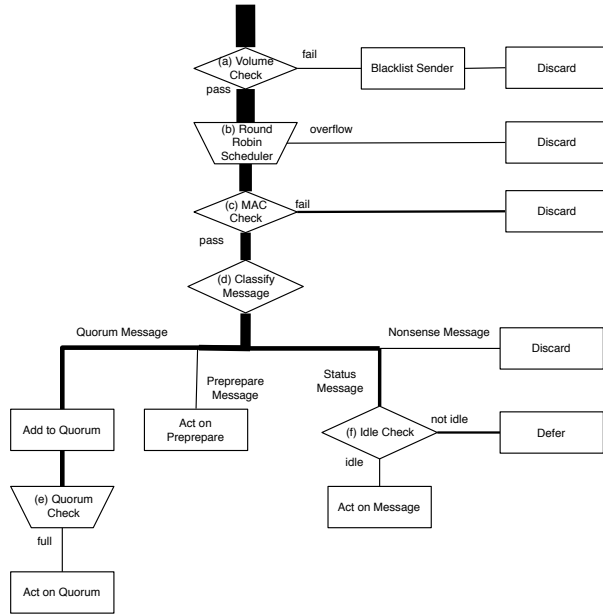 (a) Volume
Check
fail
Blacklist Sender
Discard
pass
(b) Round
Robin
Scheduler
overflow
Discard
(c) MAC
Check
fail
Discard
pass
(d) Classify
Message
Quorum Message
Nonsense Message
Discard
Preprepare
Message
Status
Message
Add to Quorum
Act on
Preprepare
(f) Idle Check
not idle
Defer
idle
(e) Quorum
Check
Act on Message
full
Act on Quorum